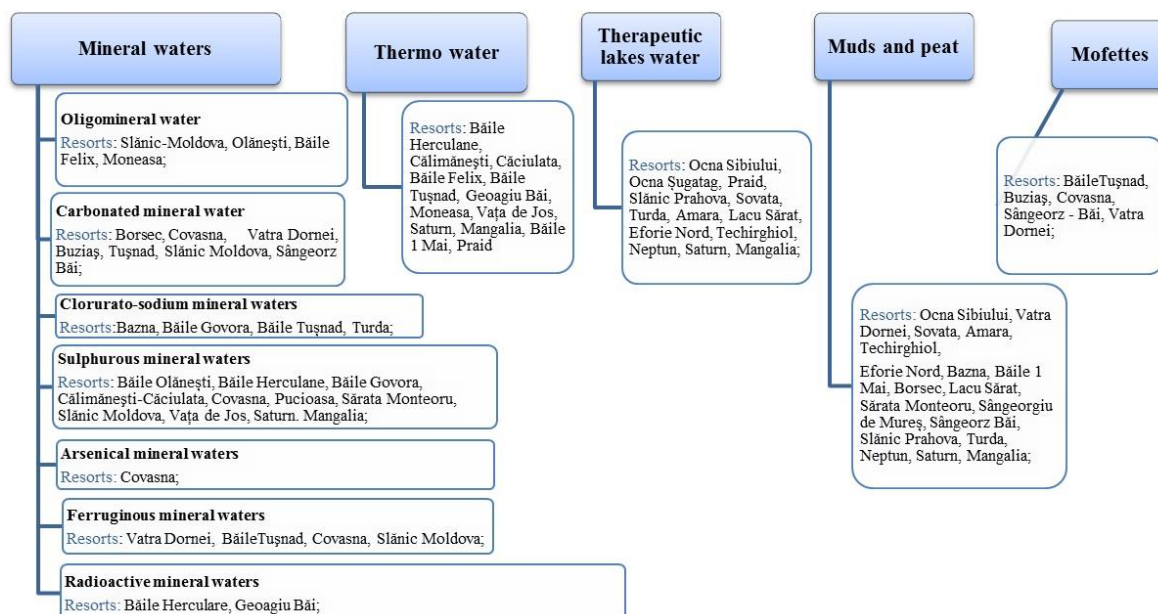 Mineral waters
Oligomineral water
Resorts: Slănic-Moldova, Olănești, Băile
Felix, Moneasa;
Carbonated mineral water
Resorts: Borsec, Covasna, Vatra Dornei,
Buziaș, Tușnad, Slănic Moldova, Sângeorz
Băi;
Clorurato-sodium mineral waters
Resorts:Bazna, Băile Govora, Băile Tușnad, Turda;
Sulphurous mineral waters
Resorts: Băile Olănești, Băile Herculane, Băile Govora,
Călimănești-Căciulata, Covasna, Pucioasa, Sărata Monteoru,
Slănic Moldova, Vața de Jos, Saturn. Mangalia;
Arsenical mineral waters
Resorts: Covasna;
Ferruginous mineral waters
Resorts: Vatra Dornei, BăileTușnad, Covasna, Slănic Moldova;
Radioactive mineral waters
Resorts: Băile Herculare, Geoagiu Băi;
Thermo water
Resorts: Băile
Herculane,
Călimănești, Căciulata,
Băile Felix, Băile
Tușnad, Geoagiu Băi,
Moneasa, Vața de Jos,
Saturn, Mangalia, Băile
1 Mai, Praid
Therapeutic
lakes water
Resorts: Ocna Sibiului,
Ocna Șugatag, Praid,
Slănic Prahova, Sovata,
Turda, Amara, Lacu Sărat,
Eforie Nord, Techirghiol,
Neptun, Saturn, Mangalia;
Muds and peat
Resorts: Ocna Sibiului, Vatra
Dornei, Sovata, Amara,
Techirghiol,
Eforie Nord, Bazna, Băile 1
Mai, Borsec, Lacu Sărat,
Sărata Monteoru, Sângeorgiu
de Mureș, Sângeorz Băi,
Slănic Prahova, Turda,
Neptun, Saturn, Mangalia;
Mofettes
Resorts: BăileTușnad,
Buziaș, Covasna,
Sângeorz - Băi, Vatra
Dornei;